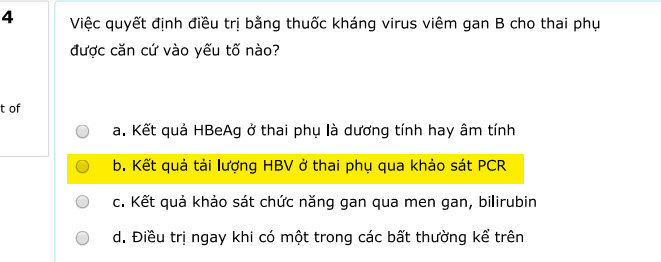 4
Việc quyết định điều trị bằng thuốc kháng virus viêm gan B cho thai phụ
được căn cứ vào yếu tố nào?
t of
a. Kết quả HBeAg ở thai phụ là dương tính hay âm tính
b. Kết quả tải lượng HBV ở thai phụ qua khảo sát PCR
c. Kết quả khảo sát chức năng gan qua men gan, bilirubin
d. Điều trị ngay khi có một trong các bất thường kể trên